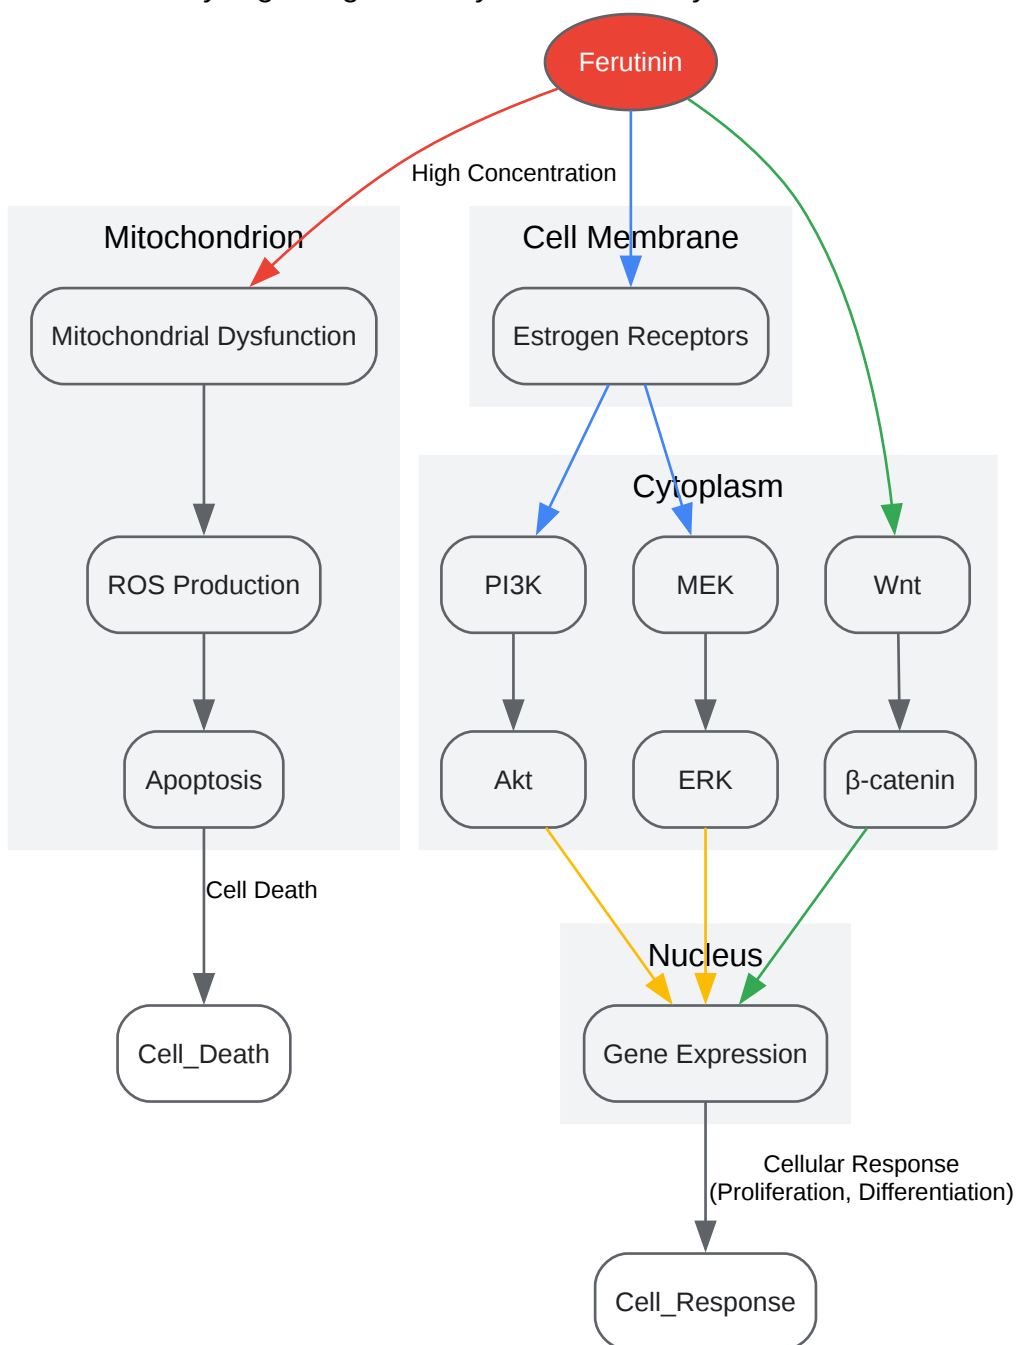 Ferutinin
High Concentration
Mitochondrion
Cell Membrane
Mitochondrial Dysfunction
Estrogen Receptors
Cytoplasm
ROS Production
PI3K
MEK
Wnt
Apoptosis
Akt
ERK
β-catenin
Cell Death
Nucleus
Cell_Death
Gene Expression
Cellular Response
(Proliferation, Differentiation)
Cell_Response